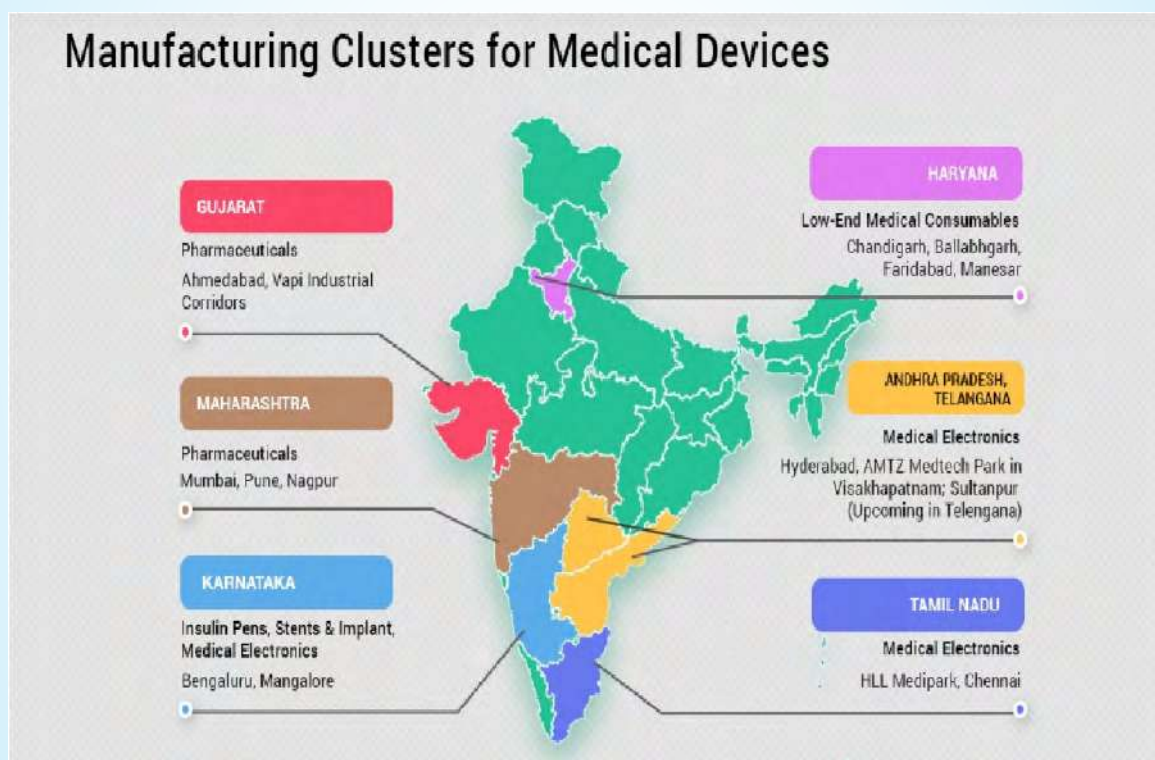 Manufacturing Clusters for Medical Devices
GUJARAT
Pharmaceuticals
Ahmedabad, Vapi Industrial
Corridors
MAHARASHTRA
Pharmaceuticals
Mumbai, Pune, Nagpur
KARNATAKA
Insulin Pens, Stents & Implant,
Medical Electronics
Bengaluru, Mangalore
HARYANA
Low-End Medical Consumables
Chandigarh, Ballabhgarh,
Faridabad, Manesar
ANDHRA PRADESH,
TELANGANA
Medical Electronics
Hyderabad, AMTZ Medtech Park in
Visakhapatnam; Sultanpur
(Upcoming in Telengana)
TAMIL NADU
Medical Electronics
HLL Medipark, Chennai